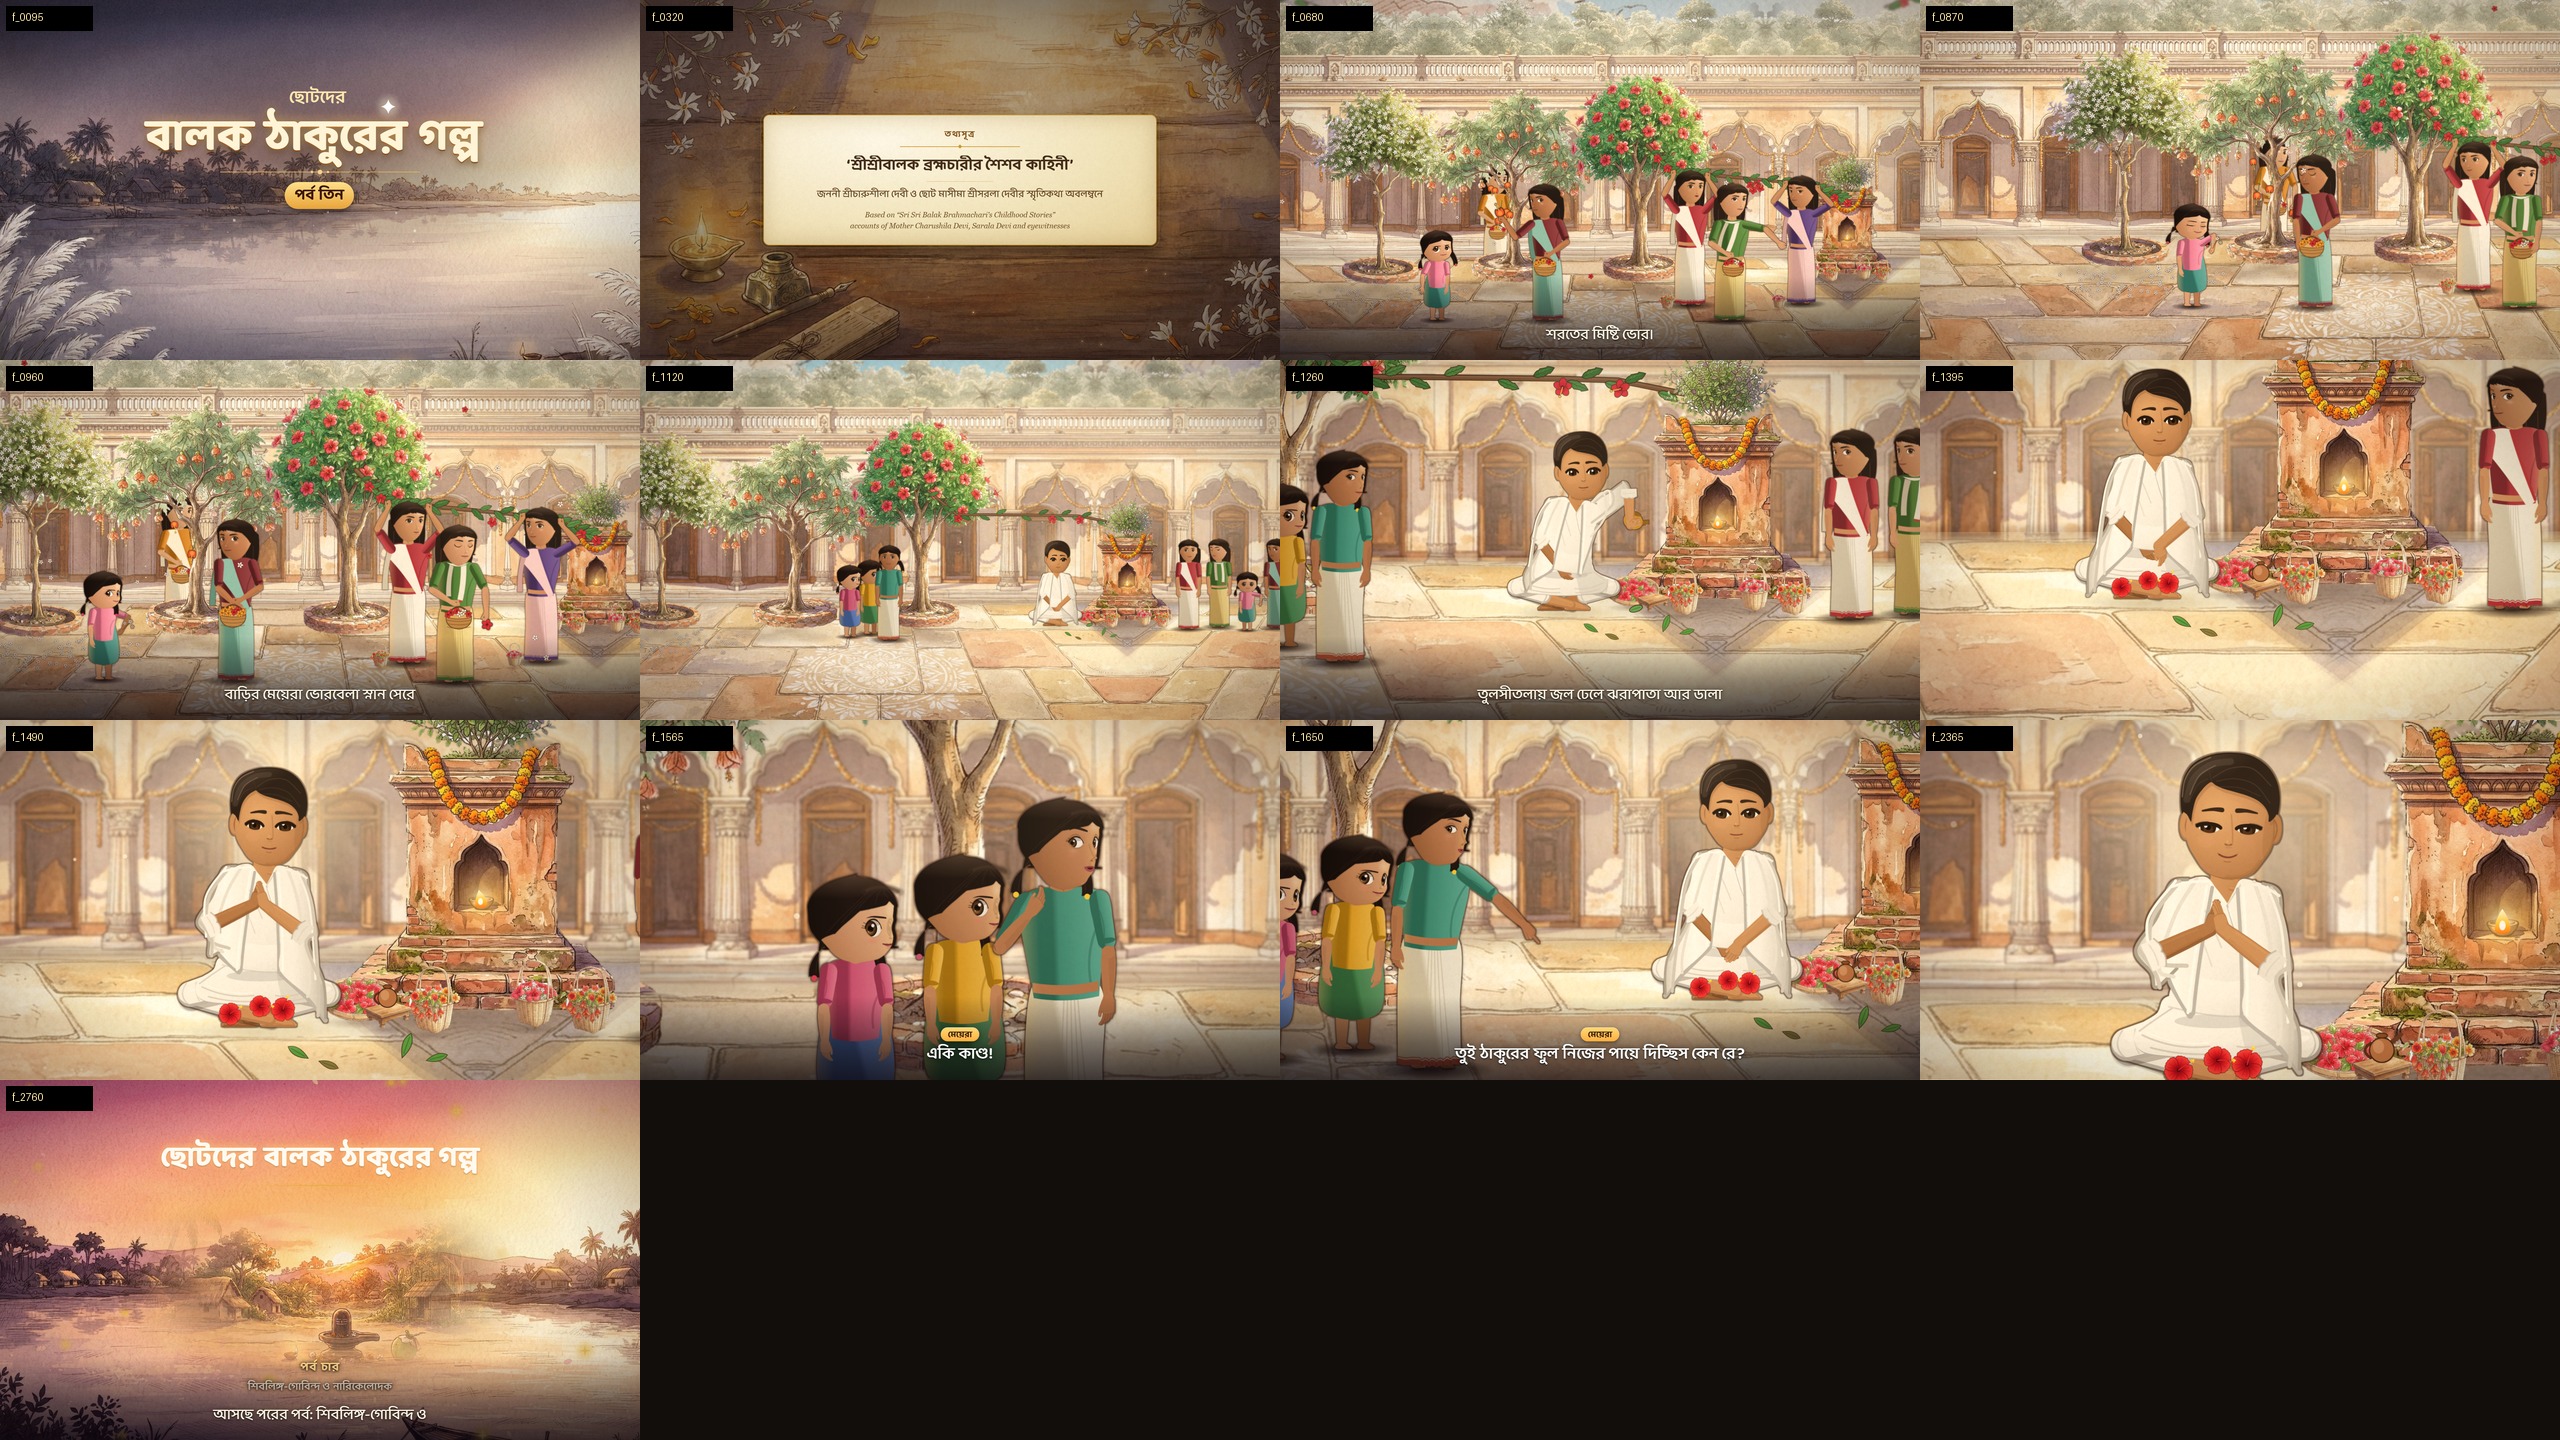 f_0095
ছোটদের
বালক ঠাকুরের গল্প
পর্ব তিন
f_0320
তথ্যসূত্র
‘শ্রীশ্রীবালক ব্রহ্মচারীর শৈশব কাহিনী’
জননী শ্রীচারুশীলা দেবী ও ছোট মাসীমা শ্রীসরলা দেবীর স্মৃতিকথা অবলম্বনে
Based on “Sri Sri Balak Brahmachari's Childhood Stories”
accounts of Mother Charushila Devi, Sarala Devi and eyewitnesses
f_0680
শরতের মিষ্টি ভোর।
f_0870
f_0960
বাড়ির মেয়েরা ভোরবেলা স্নান সেরে
f_1120
f_1260
তুলসীতলায় জল ঢেলে ঝরাপাতা আর ডালা
f_1395
f_1490
f_1565
মেয়েরা
একি কাণ্ড!
f_1650
মেয়েরা
তুই ঠাকুরের ফুল নিজের পায়ে দিচ্ছিস কেন রে?
f_2365
f_2760
ছোটদের বালক ঠাকুরের গল্প
পর্ব চার
শিবলিঙ্গ-গোবিন্দ ও নারিকেলোদক
আসছে পরের পর্ব: শিবলিঙ্গ-গোবিন্দ ও